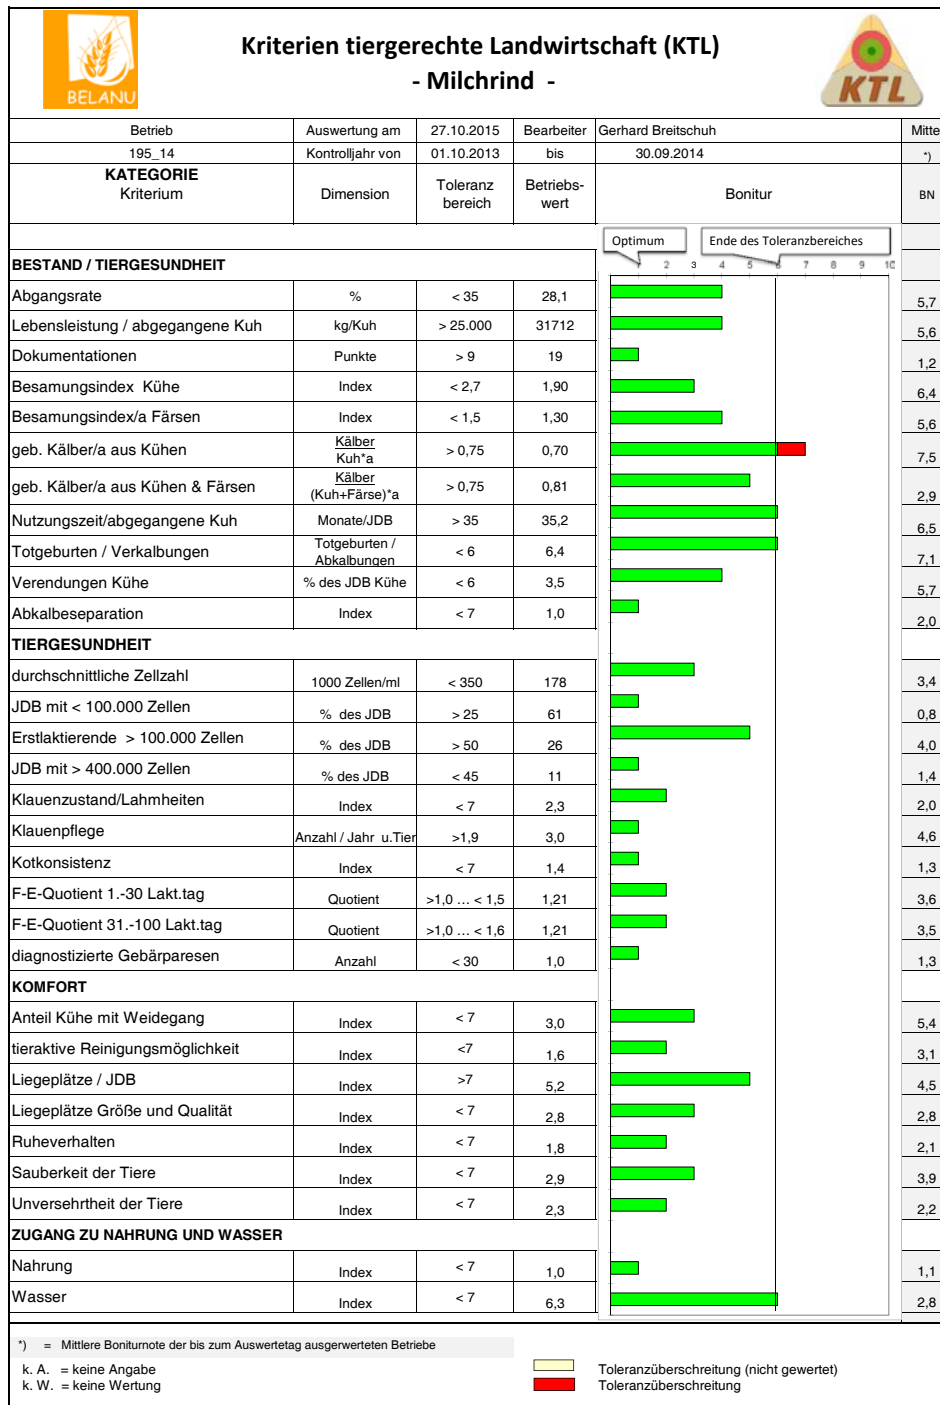 BELANU
Kriterien tiergerechte Landwirtschaft (KTL)
- Milchrind -
KTL
Betrieb Auswertung am 27.10.2015 Bearbeiter Gerhard Breitschuh Mitte
195_14 Kontrolljahr von 01.10.2013 bis 30.09.2014 *)
KATEGORIE
Kriterium Dimension Toleranz bereich Betriebs- wert Bonitur BN
Optimum Ende des Toleranzbereiches
BESTAND / TIERGESUNDHEIT 2 3 4 5 6 7 8 9 10
Abgangsrate % < 35 28,1 5,7
Lebensleistung / abgegangene Kuh kg/Kuh > 25.000 31712 5,6
Dokumentationen Punkte > 9 19 1,2
Besamungsindex Kühe Index < 2,7 1,90 6,4
Besamungsindex/a Färsen Index < 1,5 1,30 5,6
geb. Kälber/a aus Kühen Kälber Kuh*a > 0,75 0,70 7,5
geb. Kälber/a aus Kühen & Färsen Kälber (Kuh+Färse)*a > 0,75 0,81 2,9
Nutzungszeit/abgegangene Kuh Monate/JDB > 35 35,2 6,5
Totgeburten / Verkalbungen Totgeburten / Abkalbungen < 6 6,4 7,1
Verendungen Kühe % des JDB Kühe < 6 3,5 5,7
Abkalbeseparation Index < 7 1,0 2,0
TIERGESUNDHEIT
durchschnittliche Zellzahl 1000 Zellen/ml < 350 178 3,4
JDB mit < 100.000 Zellen % des JDB > 25 61 0,8
Erstlaktierende > 100.000 Zellen % des JDB > 50 26 4,0
JDB mit > 400.000 Zellen % des JDB < 45 11 1,4
Klauenzustand/Lahmheiten Index < 7 2,3 2,0
Klauenpflege Anzahl / Jahr u.Tier >1,9 3,0 4,6
Kotkonsistenz Index < 7 1,4 1,3
F-E-Quotient 1.-30 Lakt.tag Quotient >1,0 ... < 1,5 1,21 3,6
F-E-Quotient 31.-100 Lakt.tag Quotient >1,0 ... < 1,6 1,21 3,5
diagnostizierte Gebärparesen Anzahl < 30 1,0 1,3
KOMFORT
Anteil Kühe mit Weidegang Index < 7 3,0 5,4
tieraktive Reinigungsmöglichkeit Index <7 1,6 3,1
Liegeplätze / JDB Index >7 5,2 4,5
Liegeplätze Größe und Qualität Index < 7 2,8 2,8
Ruheverhalten Index < 7 1,8 2,1
Sauberkeit der Tiere Index < 7 2,9 3,9
Unversehrtheit der Tiere Index < 7 2,3 2,2
ZUGANG ZU NAHRUNG UND WASSER
Nahrung Index < 7 1,0 1,1
Wasser Index < 7 6,3 2,8
*) = Mittlere Boniturnote der bis zum Auswertetag ausgerwerteten Betriebe
k. A. = keine Angabe Toleranzüberschreitung (nicht gewertet)
k. W. = keine Wertung Toleranzüberschreitung